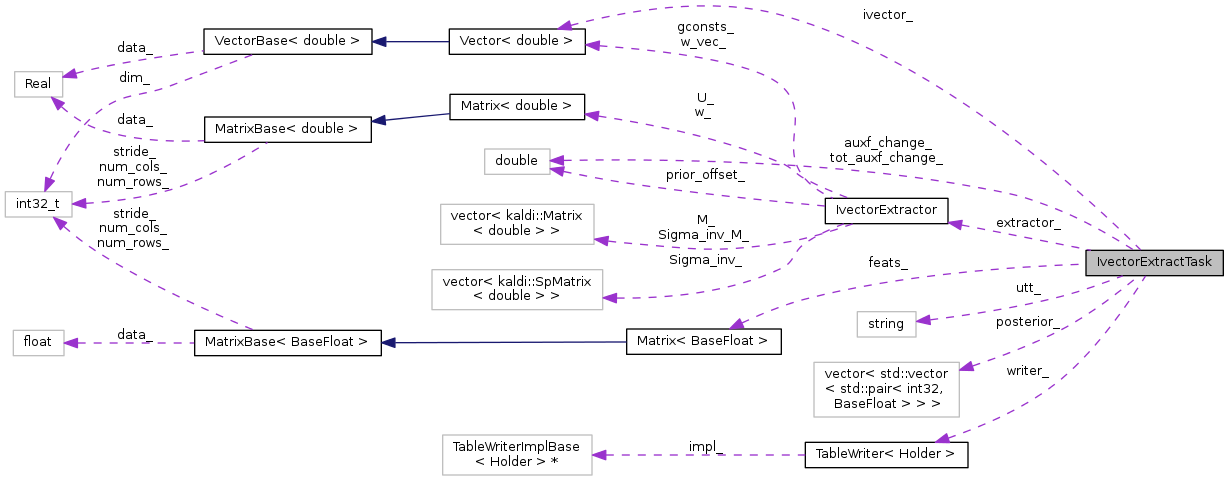 ivector_
gconsts_
w_vec_
VectorBase< double >
Vector< double >
data_
dim_
Real
U_
w_
Matrix< double >
data_
MatrixBase< double >
auxf_change_
tot_auxf_change_
stride_
num_cols_
num_rows_
double
prior_offset_
int32_t
IvectorExtractor
vector< kaldi::Matrix
< double > >
M_
Sigma_inv_M_
extractor_
stride_
num_cols_
num_rows_
Sigma_inv_
feats_
IvectorExtractTask
vector< kaldi::SpMatrix
< double > >
utt_
string
posterior_
float
data_
MatrixBase< BaseFloat >
Matrix< BaseFloat >
writer_
vector< std::vector
< std::pair< int32,
BaseFloat > > >
TableWriterImplBase
< Holder > *
impl_
TableWriter< Holder >